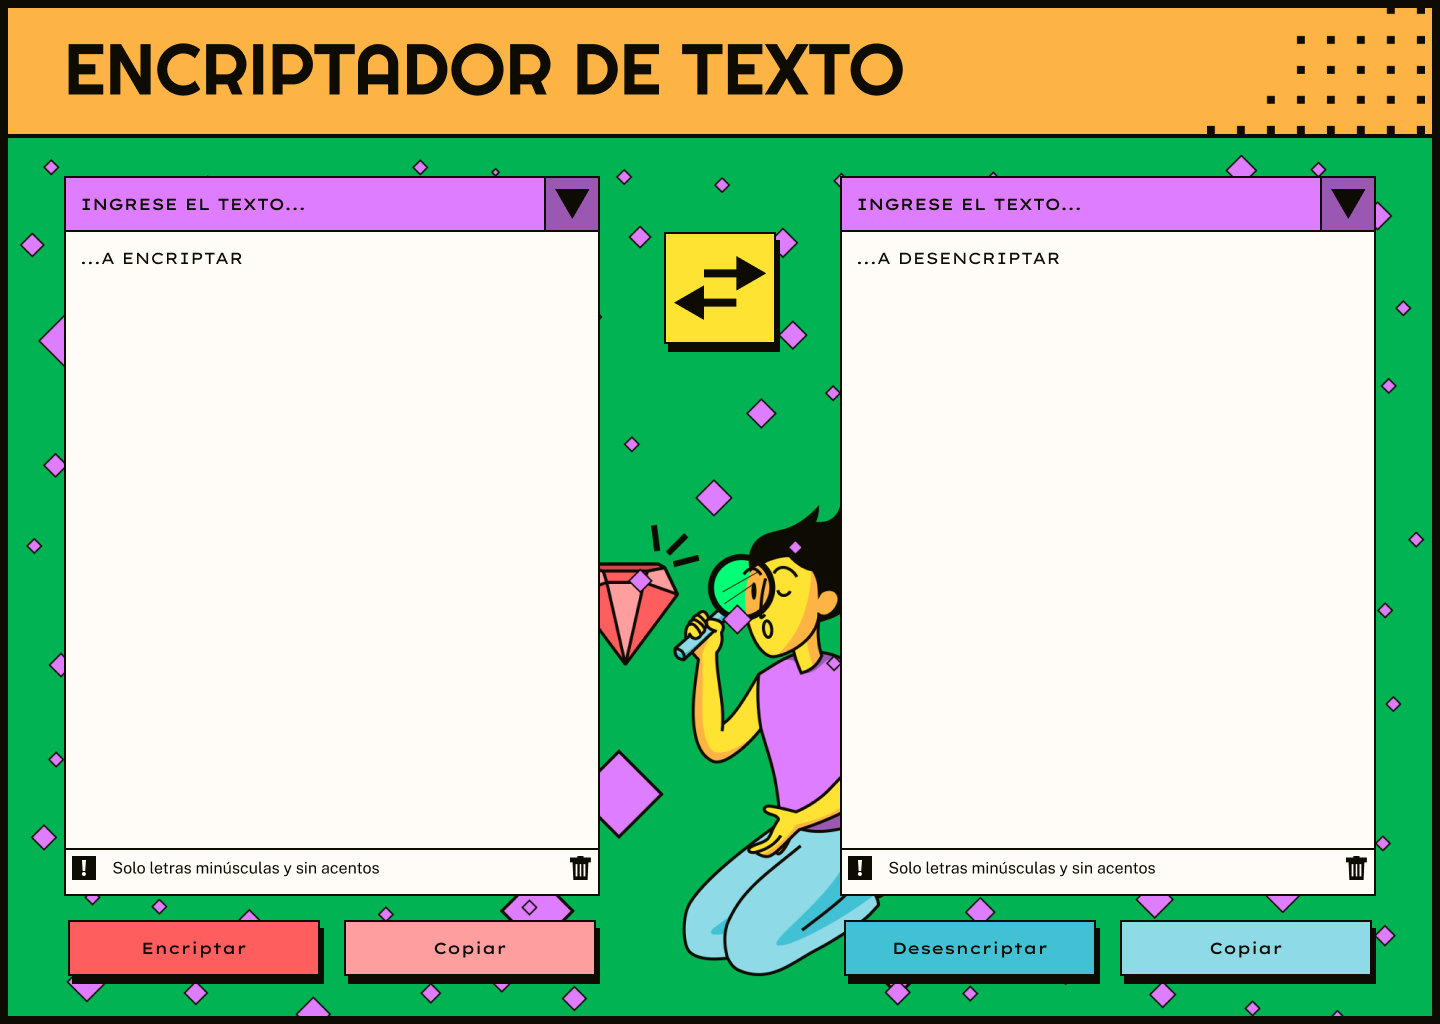 ENCRIPTADOR DE TEXTO
INGRESE EL TEXTO...
...A ENCRIPTAR
Solo letras minúsculas y sin acentos
Encriptar
Copiar
INGRESE EL TEXTO...
...A DESENCRIPTAR
Solo letras minúsculas y sin acentos
Desesncriptar
Copiar